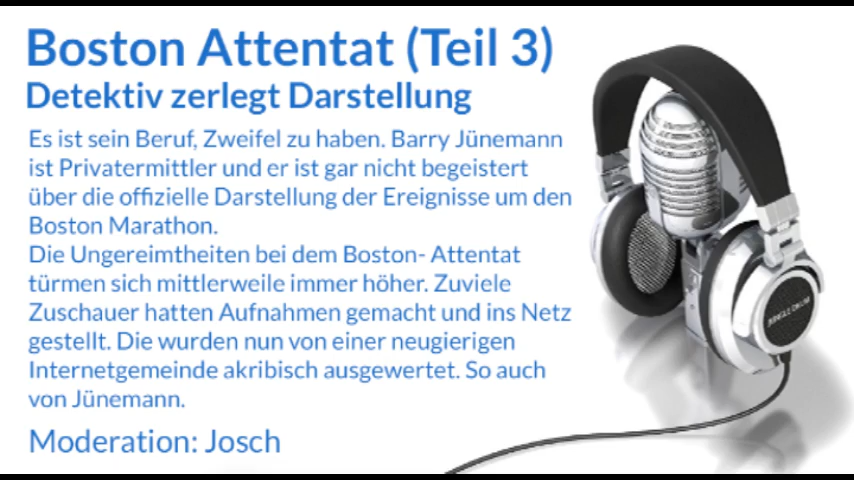 Boston Attentat (Teil 3)
Detektiv zerlegt Darstellung
Es ist sein Beruf, Zweifel zu haben. Barry Jünemann
ist Privatermittler und er ist gar nicht begeistert
über die offizielle Darstellung der Ereignisse um den
Boston Marathon.
Die Ungereimtheiten bei dem Boston- Attentat
türmen sich mittlerweile immer höher. Zuviele
Zuschauer hatten Aufnahmen gemacht und ins Netz
gestellt. Die wurden nun von einer neugierigen
Internetgemeinde akribisch ausgewertet. So auch
von Jünemann.
Moderation: Josch